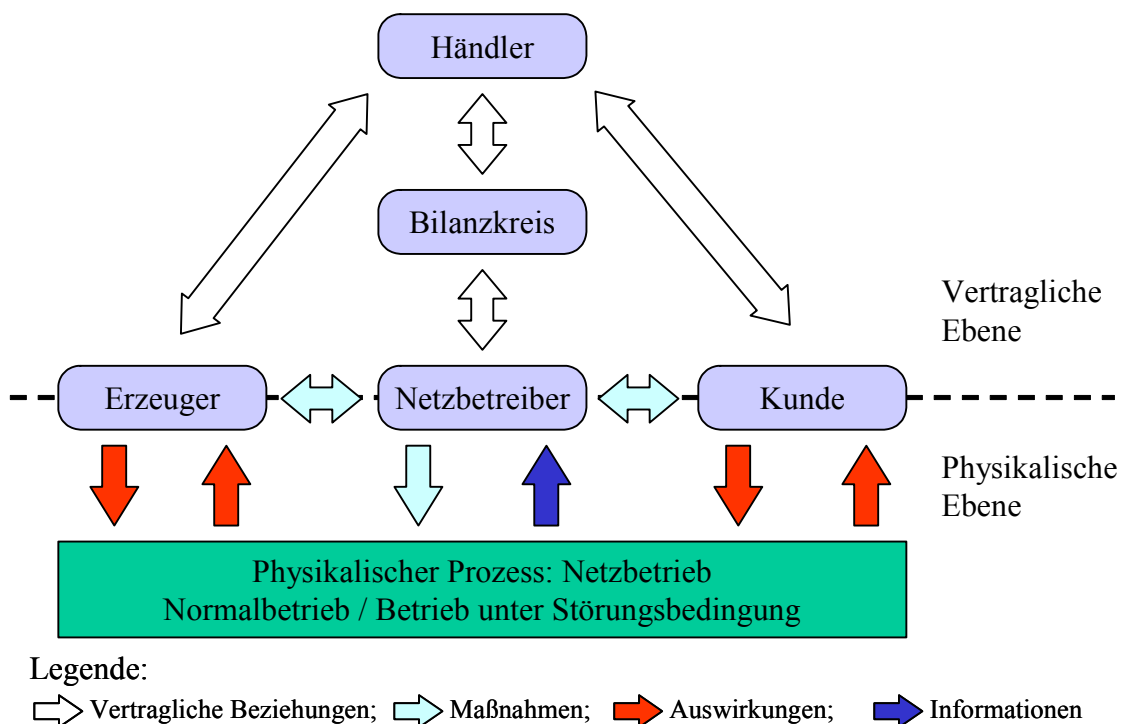 Händler
Bilanzkreis
Vertragliche
Ebene
Erzeuger
Netzbetreiber
Kunde
Physikalische
Ebene
Physikalischer Prozess: Netzbetrieb
Normalbetrieb / Betrieb unter Störungsbedingung
Legende:
Vertragliche Beziehungen; Maßnahmen; Auswirkungen; Informationen